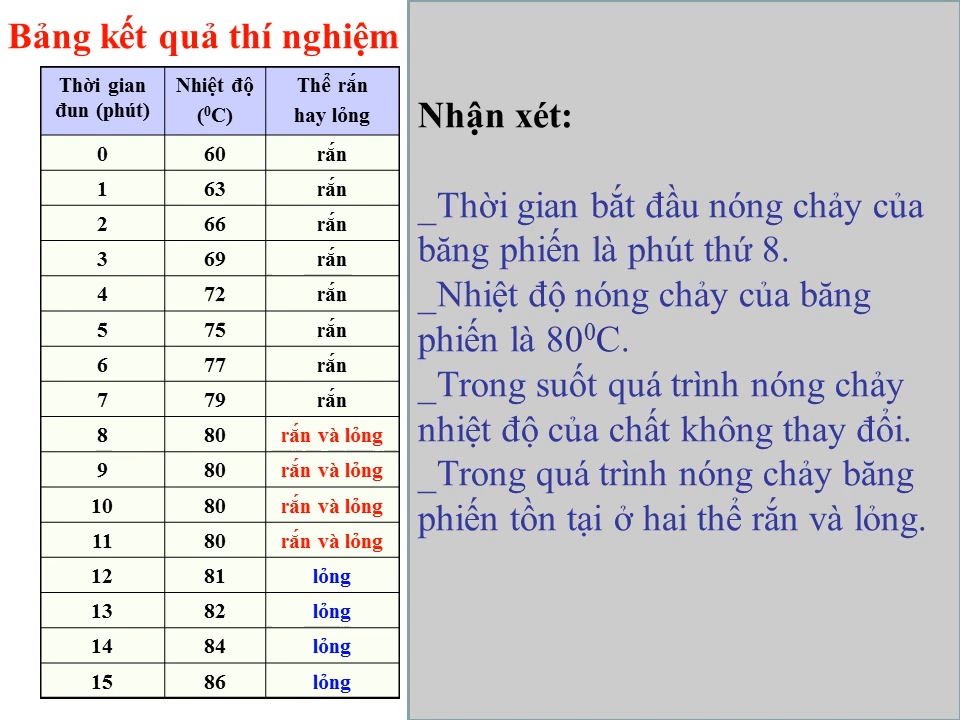 Bảng kết quả thí nghiệm
Thời gian đun (phút) Nhiệt độ (⁰C) Thể rắn hay lỏng
0 60 rắn
1 63 rắn
2 66 rắn
3 69 rắn
4 72 rắn
5 75 rắn
6 77 rắn
7 79 rắn
8 80 rắn và lỏng
9 80 rắn và lỏng
10 80 rắn và lỏng
11 80 rắn và lỏng
12 81 lỏng
13 82 lỏng
14 84 lỏng
15 86 lỏng
Nhận xét:
_Thời gian bắt đầu nóng chảy của
băng phiến là phút thứ 8.
_Nhiệt độ nóng chảy của băng
phiến là 80⁰C.
_Trong suốt quá trình nóng chảy
nhiệt độ của chất không thay đổi.
_Trong quá trình nóng chảy băng
phiến tồn tại ở hai thể rắn và lỏng.